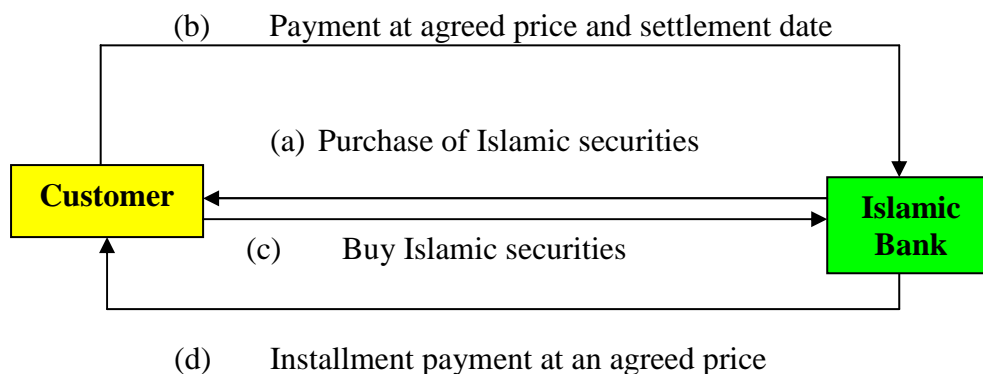 (b) Payment at agreed price and settlement date
(a) Purchase of Islamic securities
Customer
Islamic
Bank
(c) Buy Islamic securities
(d) Installment payment at an agreed price